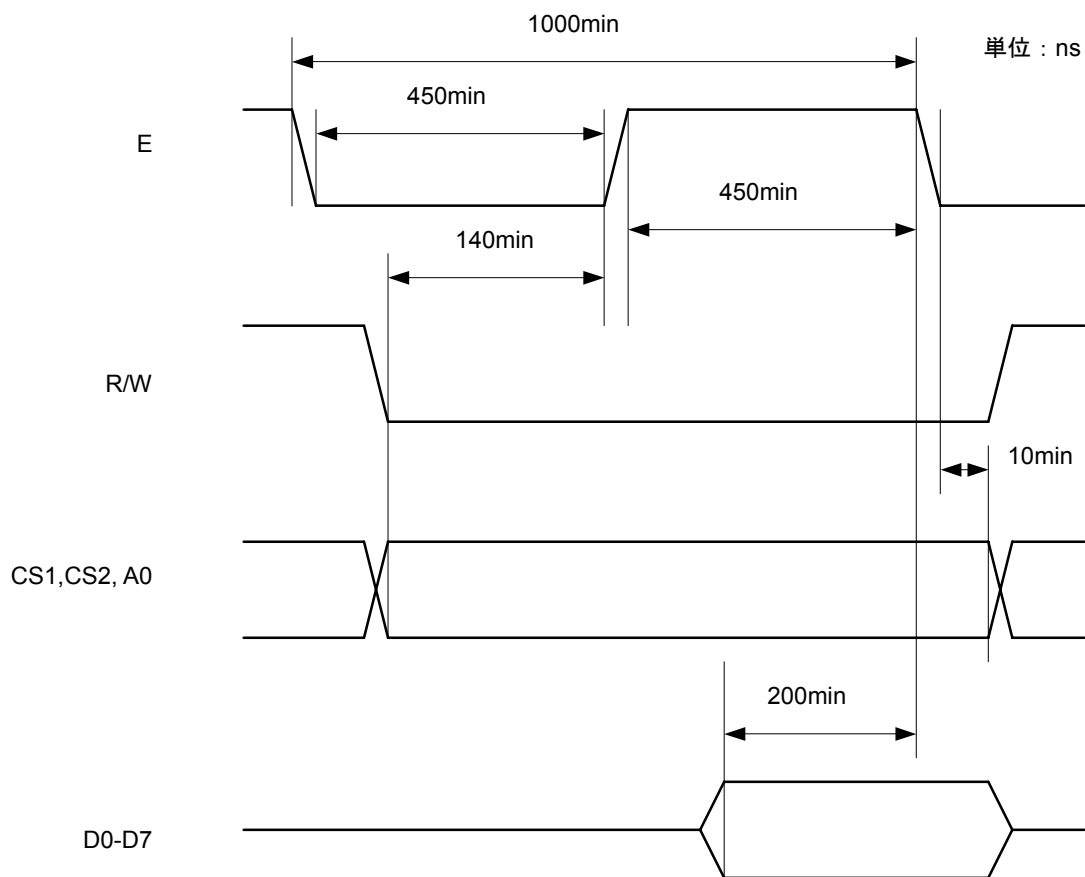 1000min
単位：ns
450min
E
450min
140min
R/W
10min
CS1,CS2, A0
200min
D0-D7